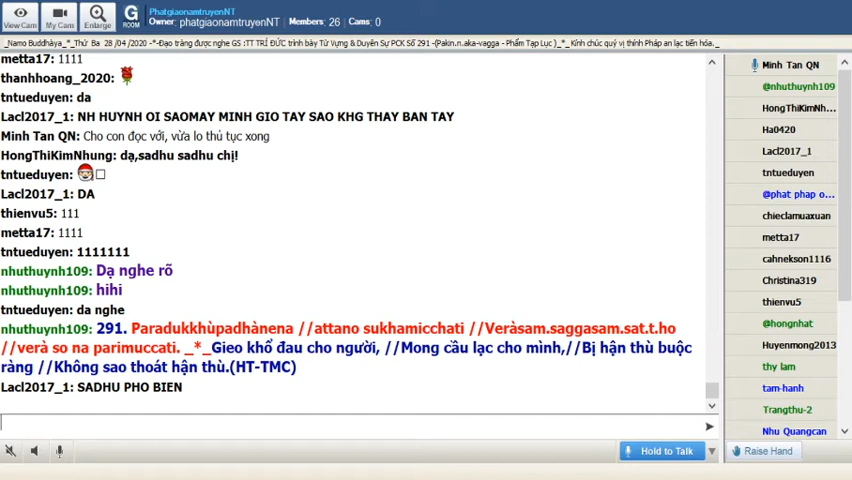 View Cam
My Cam
Enlarge
G
ROOM
PhatgiaonamtruyenNT
Owner: phatgiaonamtruyenNT Members: 26 Cams: 0
_Namo Buddhàya_*_Thứ Ba 28 /04 /2020 -*-Đạo tràng được nghe GS :TT TRÍ ĐỨC trình bày Từ Vựng & Duyên Sự PCK Số 291 -(Pakin.n.aka-vagga - Phẩm Tạp Lục )_*_ Kính chúc quý vị thính Pháp an lạc tiến hóa._
metta17: 1111
thanhhoang_2020:
tntueduyen: da
Lacl2017_1: NH HUYNH OI SAOMAY MINH GIO TAY SAO KHG THAY BAN TAY
Minh Tan QN: Cho con đọc với, vừa lo thủ tục xong
HongThiKimNhung: dạ,sadhu sadhu chị!
tntueduyen:
Lacl2017_1: DA
thienvu5: 111
metta17: 1111
tntueduyen: 1111111
nhuthuynh109: Dạ nghe rõ
nhuthuynh109: hihi
tntueduyen: da nghe
nhuthuynh109: 291. Paradukkhùpadhànena //attano sukhamicchati //Veràsam.saggasam.sat.t.ho
//verà so na parimuccati. _*_Gieo khổ đau cho người, //Mong cầu lạc cho mình,//Bị hận thù buộc
ràng //Không sao thoát hận thù.(HT-TMC)
Lacl2017_1: SADHU PHO BIEN
Minh Tan QN
@nhuthuynh109
HongThiKimNh...
Ha0420
Lacl2017_1
tntueduyen
@phat phap o...
chieclamuaxuan
metta17
cahnekson1116
Christina319
thienvu5
@hongnhat
Huyenmong2013
thy lam
tam-hanh
Trangthu-2
Nhu Quangcan
Hold to Talk
Raise Hand